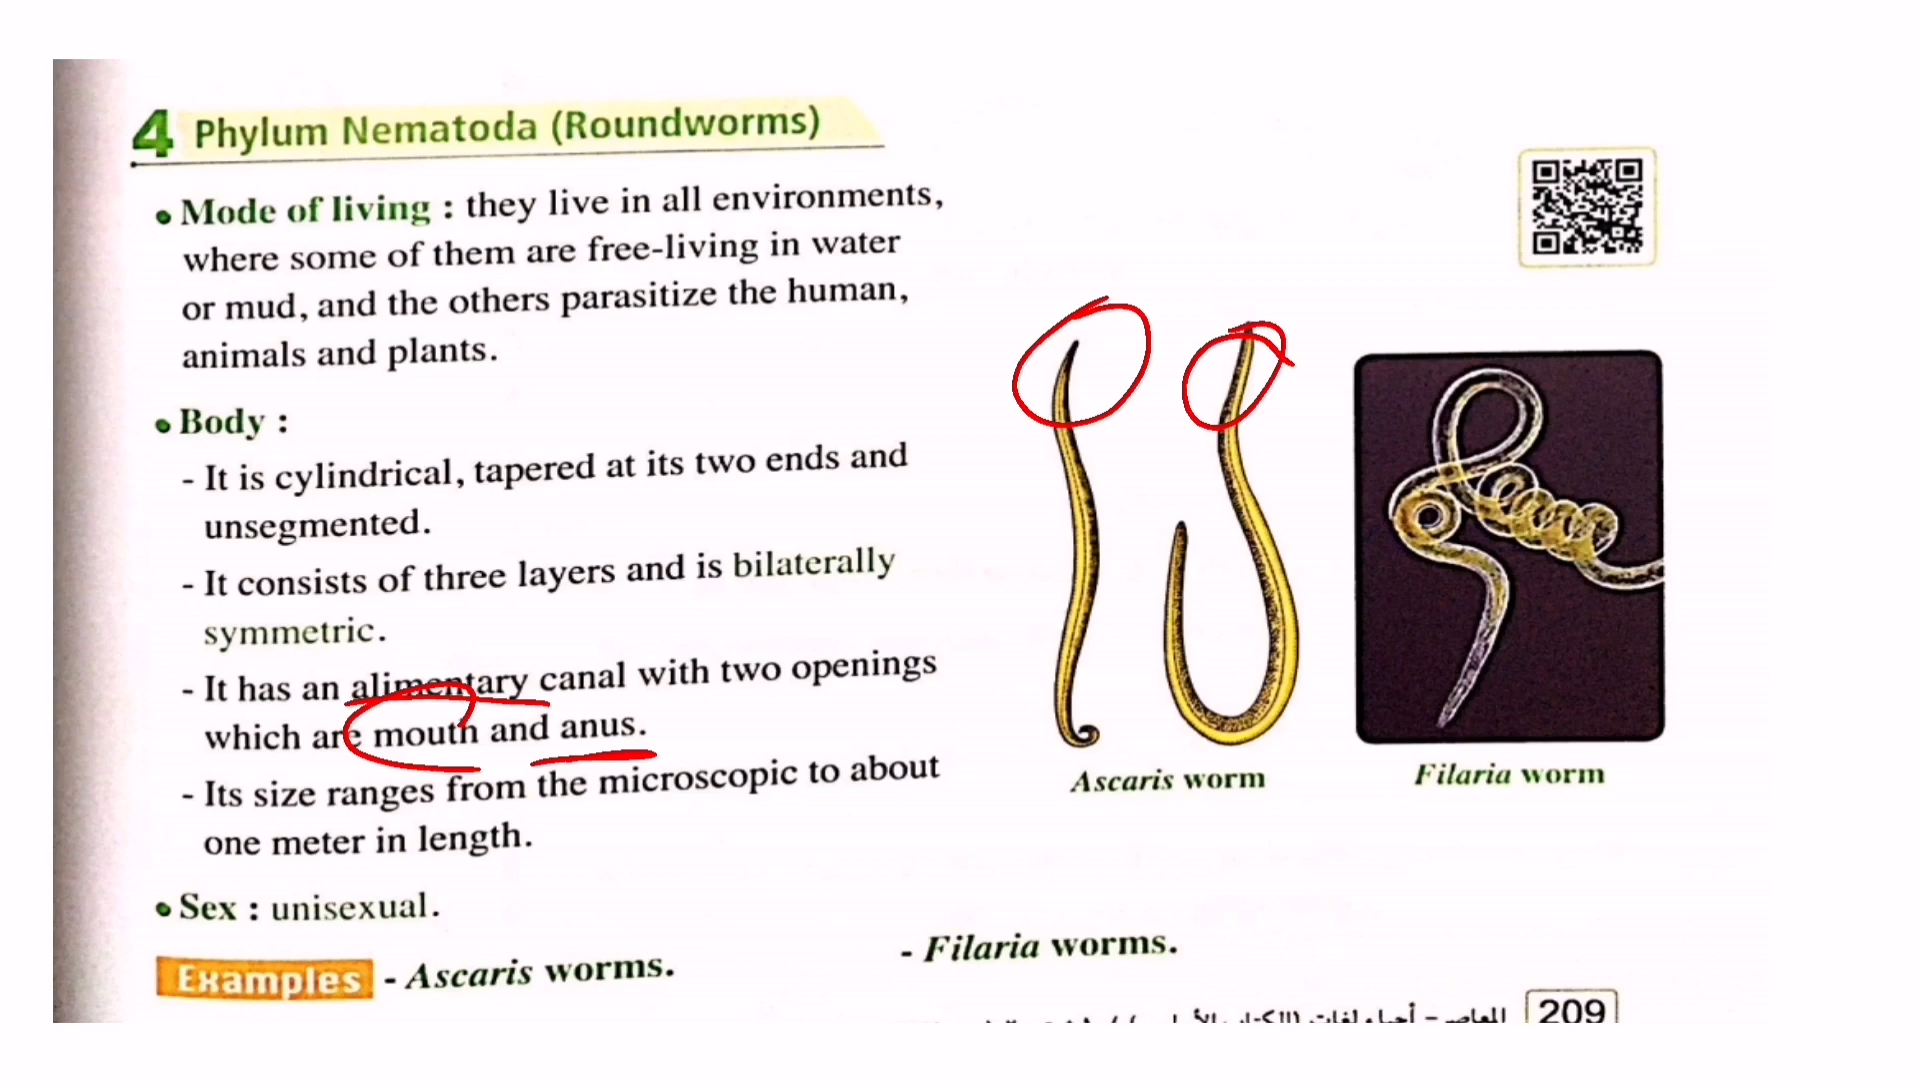 4 Phylum Nematoda (Roundworms)
• Mode of living : they live in all environments,
where some of them are free-living in water
or mud, and the others parasitize the human,
animals and plants.
• Body :
- It is cylindrical, tapered at its two ends and
unsegmented.
- It consists of three layers and is bilaterally
symmetric.
- It has an alimentary canal with two openings
which are mouth and anus.
- Its size ranges from the microscopic to about
one meter in length.
Ascaris worm
Filaria worm
• Sex : unisexual.
Examples - Ascaris worms.
- Filaria worms.
209